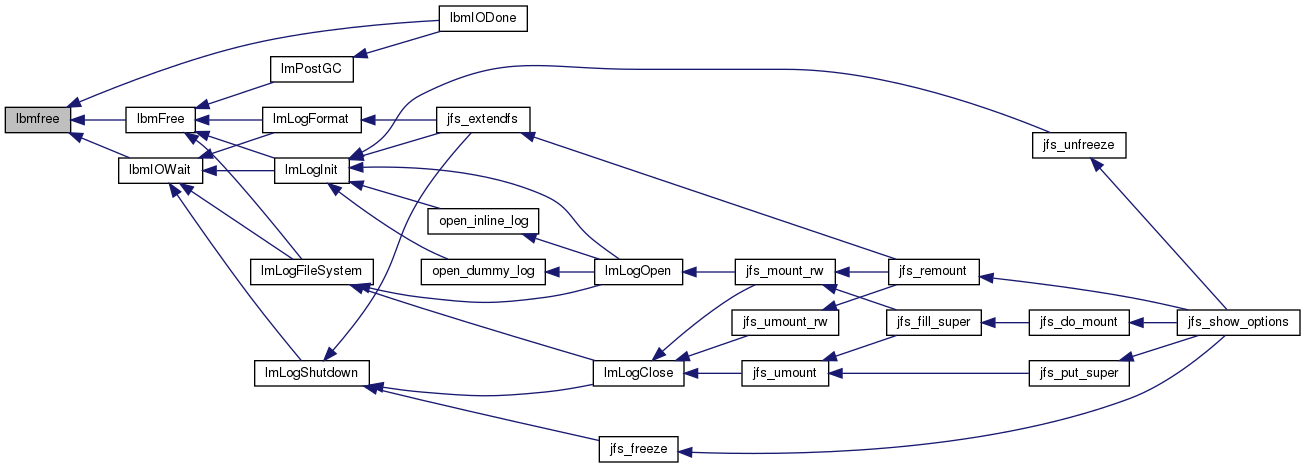 lbmIODone
lmPostGC
lbmfree
lbmFree
lmLogFormat
jfs_extendfs
jfs_unfreeze
lbmIOWait
lmLogInit
open_inline_log
lmLogFileSystem
open_dummy_log
lmLogOpen
jfs_mount_rw
jfs_remount
jfs_umount_rw
jfs_fill_super
jfs_do_mount
jfs_show_options
lmLogShutdown
lmLogClose
jfs_umount
jfs_put_super
jfs_freeze